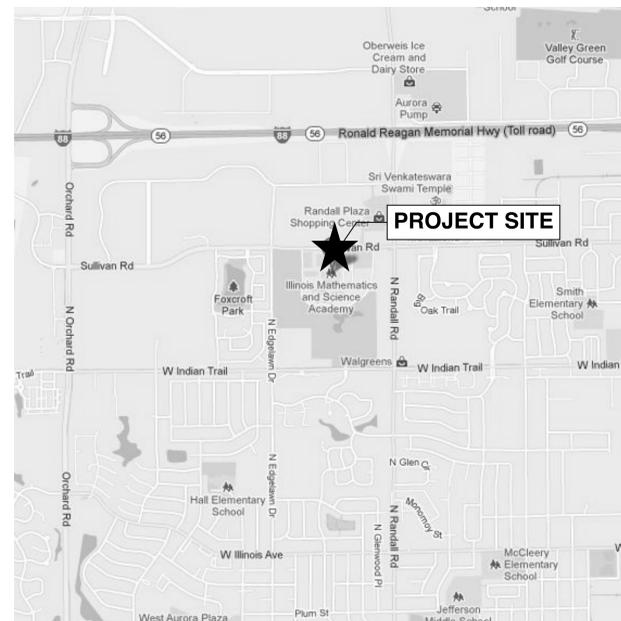 School
Valley Green
Golf Course
Oberweis Ice
Cream and
Dairy Store
Aurora
Pump
88
56
88
56
Ronald Reagan Memorial Hwy (Toll road)
56
Sri Venkateswara
Swami Temple
Randall Plaza
Shopping Center
PROJECT SITE
Orchard Rd
Sullivan Rd
Rd
Sullivan Rd
Foxcroft
Park
Illinois Mathematics
and Science
Academy
N Randall Rd
Big
Oak Trail
Smith
Elementary
School
N Orchard Rd
N Edgelawn Dr
Walgreens
Trail
W Indian Trail
W Indian Trail
W Indian
Orchard Rd
N Edgelawn Dr
N Glen Cir
Hall Elementary
School
Monomoy St
N Randall Rd
N Glenwood Pl
W Illinois Ave
McCleery
Elementary
School
W
West Aurora Plaza
Plum St
Jefferson
Middle School